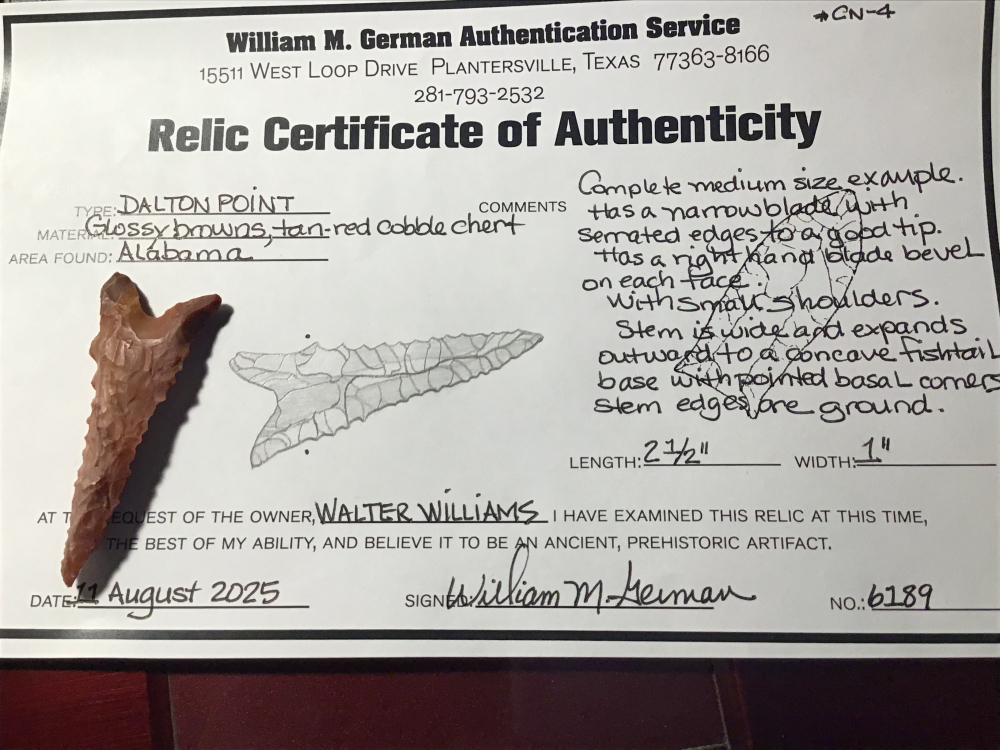 *CN-4
William M. German Authentication Service
15511 West Loop Drive Plantersville, Texas 77363-8166
281-793-2532
Relic Certificate of Authenticity
TYPE: DALTON POINT
MATERIAL: Glossy browns, tan-red cobble chert
AREA FOUND: Alabama
COMMENTS
Complete medium size example.
Has a narrow blade with
serrated edges to a good tip.
Has a right hand blade bevel
on each face.
With small shoulders.
Stem is wide and expands
outward to a concave fishtail
base with pointed basal corners
Stem edges are ground.
LENGTH: 2 1/2" WIDTH: 1"
AT T EQUEST OF THE OWNER, WALTER WILLIAMS I HAVE EXAMINED THIS RELIC AT THIS TIME,
THE BEST OF MY ABILITY, AND BELIEVE IT TO BE AN ANCIENT, PREHISTORIC ARTIFACT.
DATE: 11 August 2025 SIGNED: William M. German NO.: 6189